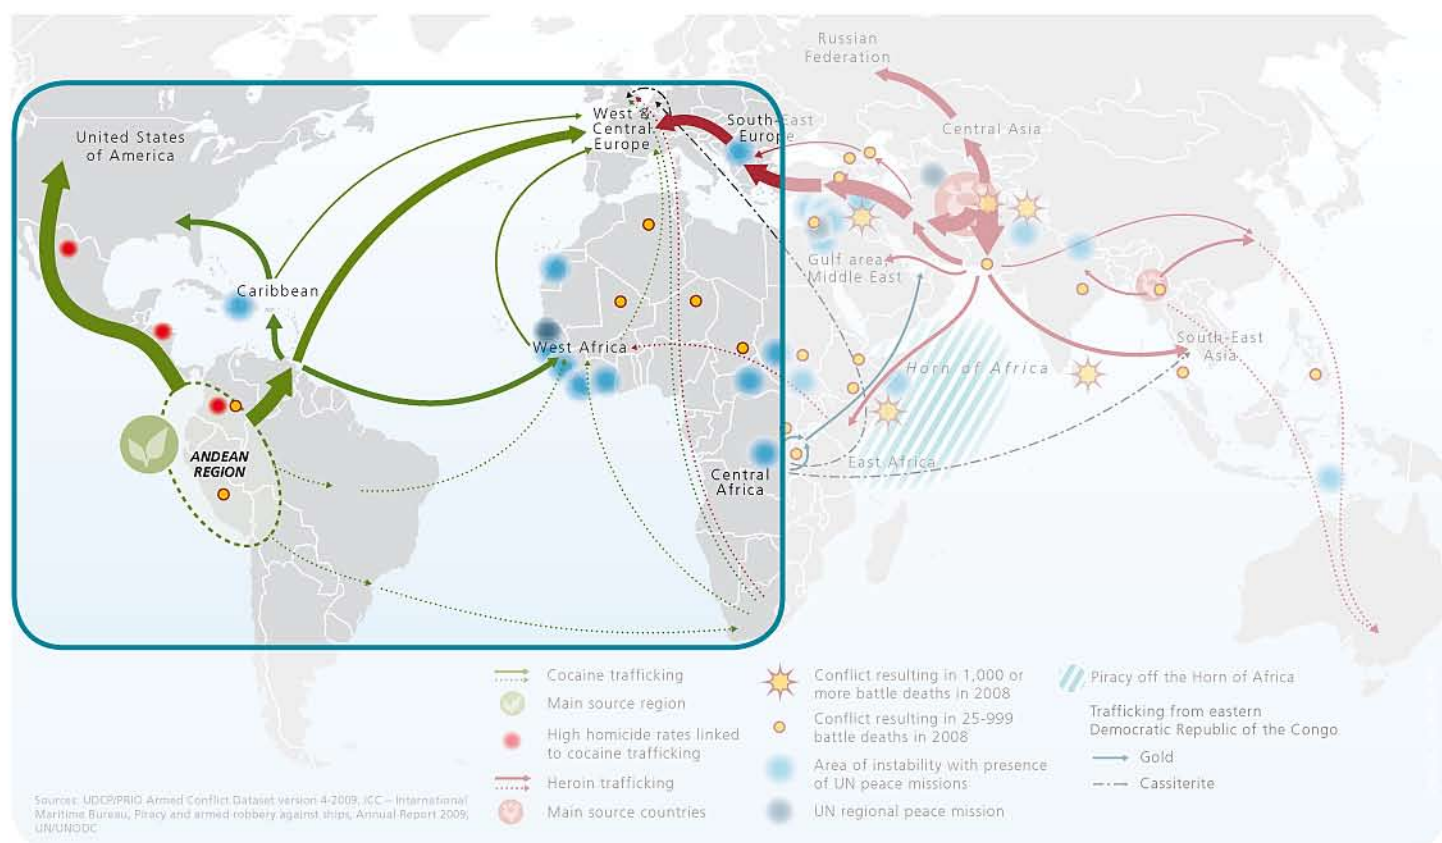 Russian
Federation
United States
of America
West &
Central
Europe
South-East
Europe
Central Asia
Gulf area,
Middle East
Caribbean
West Africa
Horn of Africa
South-East
Asia
ANDEAN
REGION
Central
Africa
East Africa
Cocaine trafficking
Main source region
High homicide rates linked
to cocaine trafficking
Heroin trafficking
Main source countries
Conflict resulting in 1,000 or
more battle deaths in 2008
Conflict resulting in 25-999
battle deaths in 2008
Area of instability with presence
of UN peace missions
UN regional peace mission
Piracy off the Horn of Africa
Trafficking from eastern
Democratic Republic of the Congo
Gold
Cassiterite
Sources: UDCP/PRIO Armed Conflict Dataset version 4-2009, ICC – International
Maritime Bureau, Piracy and armed robbery against ships, Annual Report 2009,
UN/UNODC